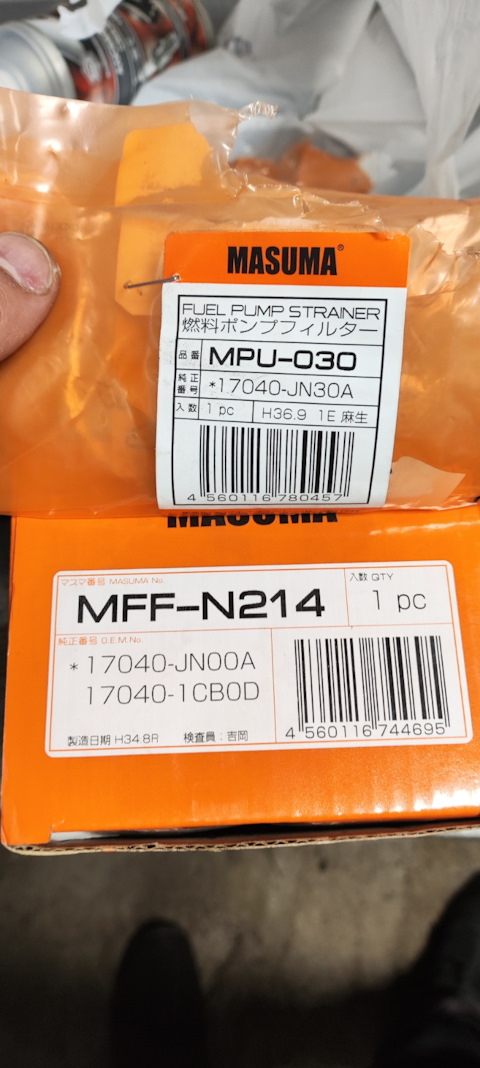 MASUMA®
FUEL PUMP STRAINER
燃料ポンプフィルター
品番 MPU-030
純正番号 *17040-JN30A
入数 1 pc H36.9 1E 麻生
4 560116 780457
MASUMA
マスマ番号 MASUMA No.
入数 QTY
MFF-N214
1 pc
純正番号 O.E.M.No.
* 17040-JN00A
17040-1CB0D
4 560116 744695
製造日期 H34.8R 検査員：吉岡